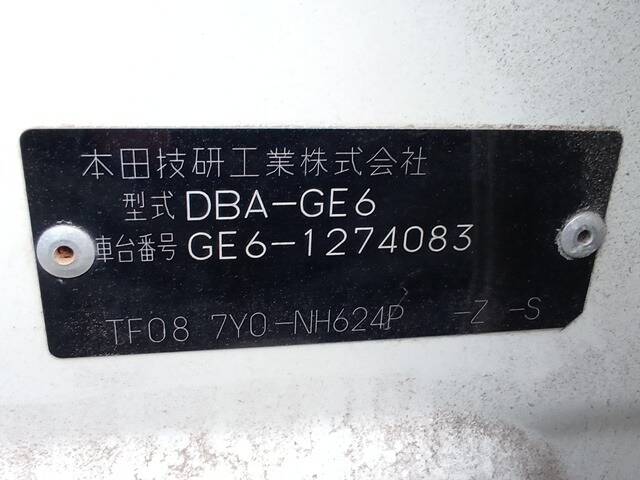 本田技研工業株式会社
型式 DBA-GE6
車台番号 GE6-1274083
TF08 7Y0-NH624P -Z -S